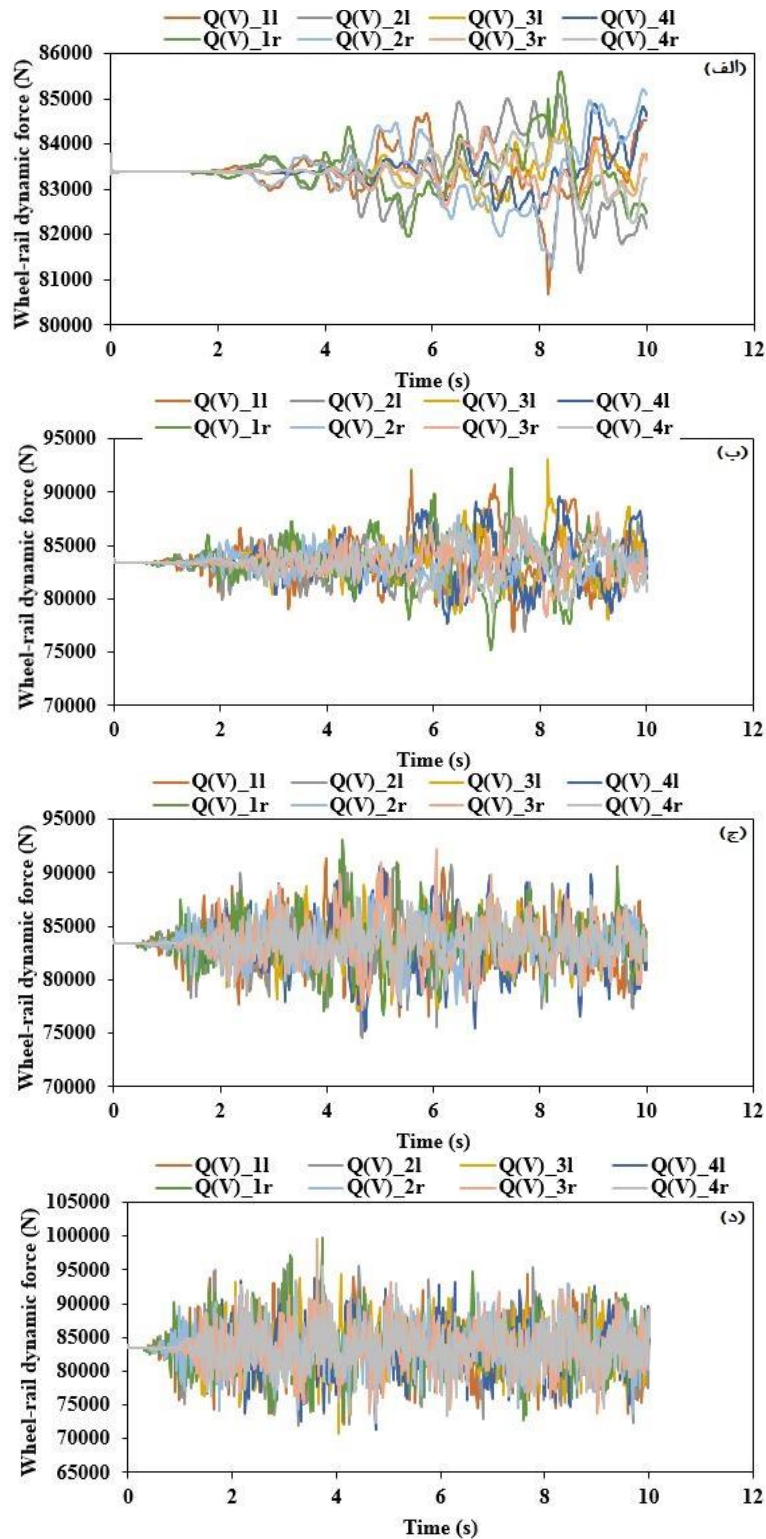 Q(V)_1l Q(V)_2l Q(V)_3l Q(V)_4l
Q(V)_1r Q(V)_2r Q(V)_3r Q(V)_4r
Wheel-rail dynamic force (N)
86000
85000
84000
83000
82000
81000
80000
(الف)
0 2 4 6 8 10 12
Time (s)
Q(V)_1l Q(V)_2l Q(V)_3l Q(V)_4l
Q(V)_1r Q(V)_2r Q(V)_3r Q(V)_4r
Wheel-rail dynamic force (N)
95000
90000
85000
80000
75000
70000
(ب)
0 2 4 6 8 10 12
Time (s)
Q(V)_1l Q(V)_2l Q(V)_3l Q(V)_4l
Q(V)_1r Q(V)_2r Q(V)_3r Q(V)_4r
Wheel-rail dynamic force (N)
95000
90000
85000
80000
75000
70000
(ج)
0 2 4 6 8 10 12
Time (s)
Q(V)_1l Q(V)_2l Q(V)_3l Q(V)_4l
Q(V)_1r Q(V)_2r Q(V)_3r Q(V)_4r
Wheel-rail dynamic force (N)
105000
100000
95000
90000
85000
80000
75000
70000
65000
(د)
0 2 4 6 8 10 12
Time (s)